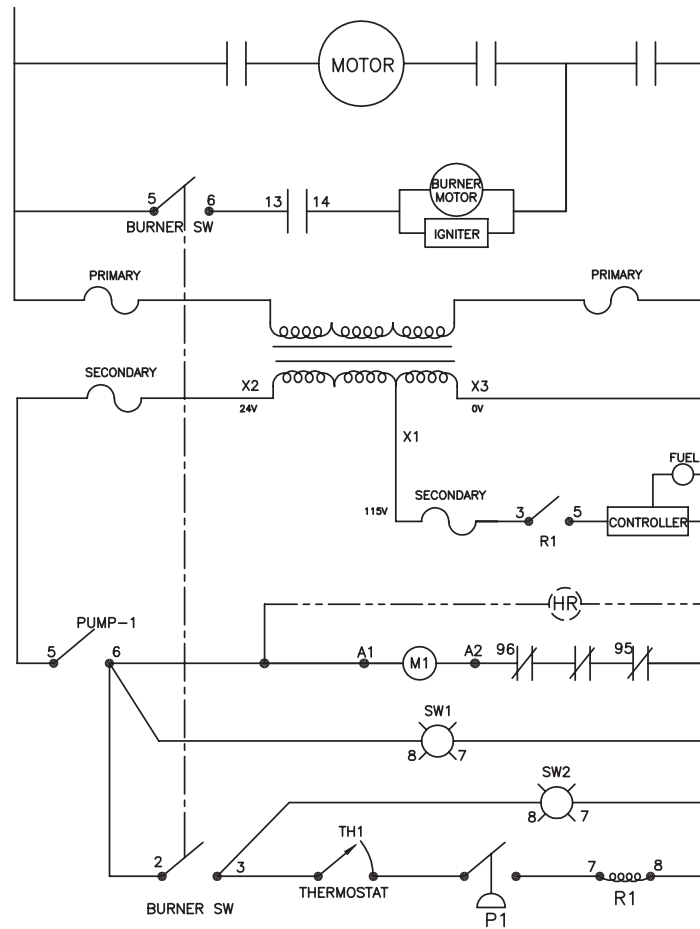 MOTOR
BURNER
MOTOR
5
6
13
14
BURNER SW
IGNITER
PRIMARY
PRIMARY
SECONDARY
X2
X3
24V
0V
X1
FUEL
SECONDARY
115V
3
5
CONTROLLER
R1
HR
PUMP-1
5
6
A1
M1
A2
96
95
SW1
8
7
SW2
8
7
TH1
2
3
7
8
THERMOSTAT
R1
BURNER SW
P1